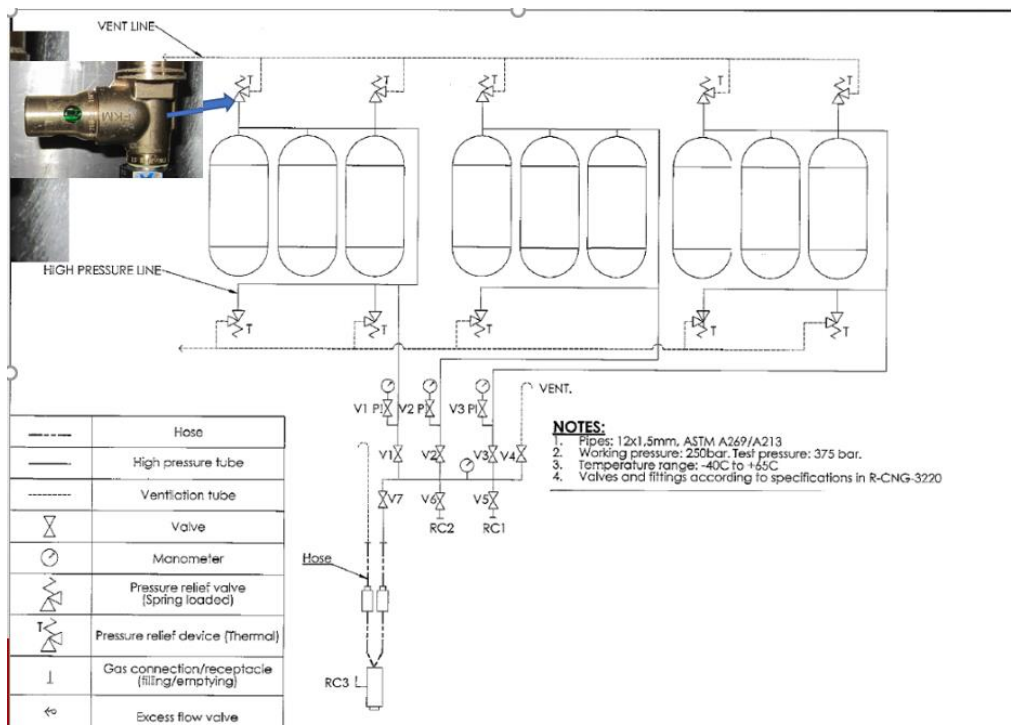 VENT LINE
T T T T T
HIGH PRESSURE LINE
T T T T T
VENT.
V1 PI V2 P V3 PI
V1 V2 V3 V4
V7 V6 V5
RC2 RC1
Hose
RC3
NOTES:
1. Pipes: 12x1,5mm, ASTM A269/A213
2. Working pressure: 250bar. Test pressure: 375 bar.
3. Temperature range: -40C to +65C
4. Valves and fittings according to specifications in R-CNG-3220
Hose
High pressure tube
Ventilation tube
Valve
Manometer
Pressure relief valve
(Spring loaded)
T
Pressure relief device (Thermal)
Gas connection/receptacle
(filling/emptying)
Excess flow valve